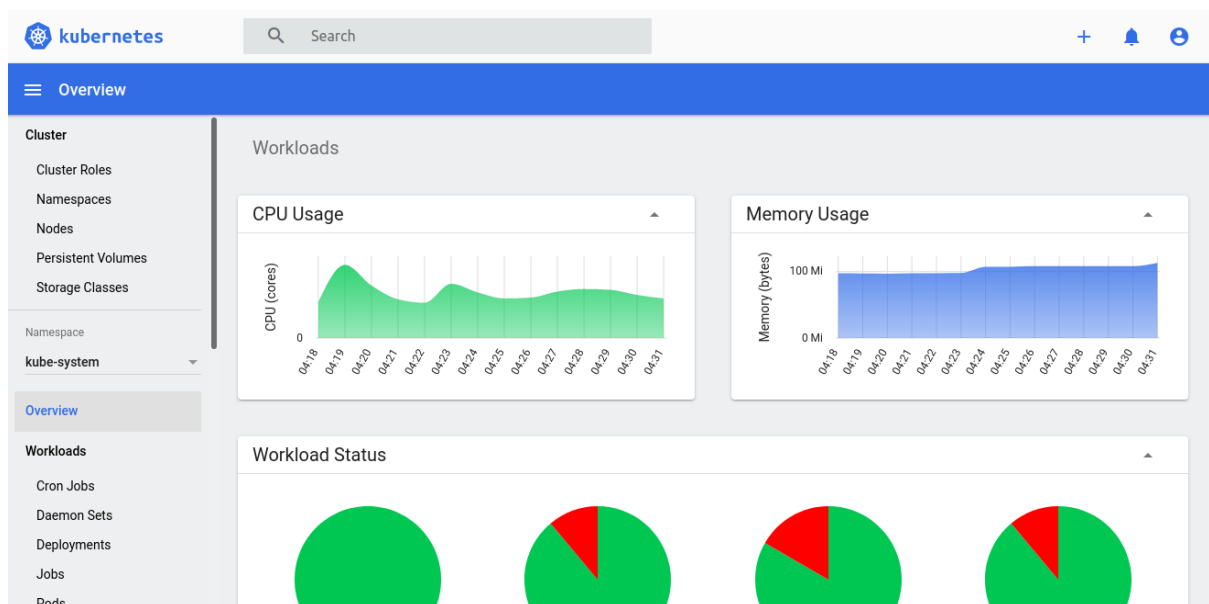 kubernetes
Search
Overview
Cluster
Cluster Roles
Namespaces
Nodes
Persistent Volumes
Storage Classes
Namespace
kube-system
Overview
Workloads
Cron Jobs
Daemon Sets
Deployments
Jobs
Pods
Workloads
CPU Usage
CPU (cores)
0
04:18 04:19 04:20 04:21 04:22 04:23 04:24 04:25 04:26 04:27 04:28 04:29 04:30 04:31
Memory Usage
Memory (bytes)
100 Mi
0 Mi
04:18 04:19 04:20 04:21 04:22 04:23 04:24 04:25 04:26 04:27 04:28 04:29 04:30 04:31
Workload Status